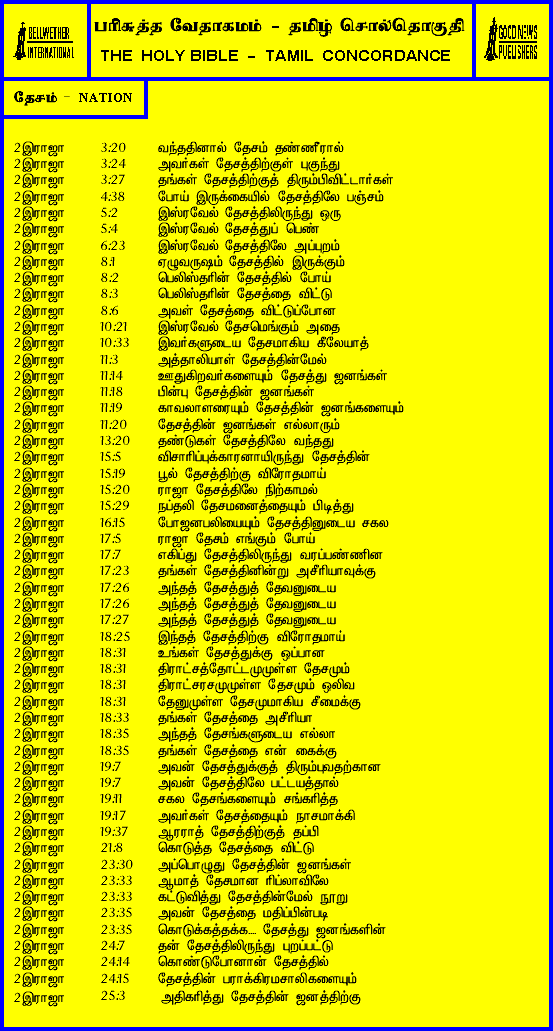 BELLWETHER INTERNATIONAL
பரிசுத்த வேதாகமம் - தமிழ் சொல்தொகுதி
THE HOLY BIBLE - TAMIL CONCORDANCE
GOOD NEWS PUBLISHERS
தேசம் - NATION
2இராஜா 3:20 வந்ததினால் தேசம் தண்ணீரால்
2இராஜா 3:24 அவர்கள் தேசத்திற்குள் புகுந்து
2இராஜா 3:27 தங்கள் தேசத்திற்குத் திரும்பிவிட்டார்கள்
2இராஜா 4:38 போய் இருக்கையில் தேசத்திலே பஞ்சம்
2இராஜா 5:2 இஸ்ரவேல் தேசத்திலிருந்து ஒரு
2இராஜா 5:4 இஸ்ரவேல் தேசத்துப் பெண்
2இராஜா 6:23 இஸ்ரவேல் தேசத்திலே அப்புறம்
2இராஜா 8:1 ஏழுவருஷம் தேசத்தில் இருக்கும்
2இராஜா 8:2 பெலிஸ்தரின் தேசத்தில் போய்
2இராஜா 8:3 பெலிஸ்தரின் தேசத்தை விட்டு
2இராஜா 8:6 அவள் தேசத்தை விட்டுப்போன
2இராஜா 10:21 இஸ்ரவேல் தேசமெங்கும் அதை
2இராஜா 10:33 இவர்களுடைய தேசமாகிய கீலேயாத்
2இராஜா 11:3 அத்தாலியாள் தேசத்தின்மேல்
2இராஜா 11:14 ஊதுகிறவர்களையும் தேசத்து ஜனங்கள்
2இராஜா 11:18 பின்பு தேசத்தின் ஜனங்கள்
2இராஜா 11:19 காவலாளரையும் தேசத்தின் ஜனங்களையும்
2இராஜா 11:20 தேசத்தின் ஜனங்கள் எல்லாரும்
2இராஜா 13:20 தண்டுகள் தேசத்திலே வந்தது
2இராஜா 15:5 விசாரிப்புக்காரனாயிருந்து தேசத்தின்
2இராஜா 15:19 பூல் தேசத்திற்கு விரோதமாய்
2இராஜா 15:20 ராஜா தேசத்திலே நிற்காமல்
2இராஜா 15:29 நப்தலி தேசமனைத்தையும் பிடித்து
2இராஜா 16:15 போஜனபலியையும் தேசத்தினுடைய சகல
2இராஜா 17:5 ராஜா தேசம் எங்கும் போய்
2இராஜா 17:7 எகிப்து தேசத்திலிருந்து வரப்பண்ணின
2இராஜா 17:23 தங்கள் தேசத்தினின்று அசீரியாவுக்கு
2இராஜா 17:26 அந்தத் தேசத்துத் தேவனுடைய
2இராஜா 17:26 அந்தத் தேசத்துத் தேவனுடைய
2இராஜா 17:27 அந்தத் தேசத்துத் தேவனுடைய
2இராஜா 18:25 இந்தத் தேசத்திற்கு விரோதமாய்
2இராஜா 18:31 உங்கள் தேசத்துக்கு ஒப்பான
2இராஜா 18:31 திராட்சத்தோட்டமுமுள்ள தேசமும்
2இராஜா 18:31 திராட்சரசமுமுள்ள தேசமும் ஒலிவ
2இராஜா 18:31 தேனுமுள்ள தேசமுமாகிய சீமைக்கு
2இராஜா 18:33 தங்கள் தேசத்தை அசீரியா
2இராஜா 18:35 அந்தத் தேசங்களுடைய எல்லா
2இராஜா 18:35 தங்கள் தேசத்தை என் கைக்கு
2இராஜா 19:7 அவன் தேசத்துக்குத் திரும்புவதற்கான
2இராஜா 19:7 அவன் தேசத்திலே பட்டயத்தால்
2இராஜா 19:11 சகல தேசங்களையும் சங்கரித்த
2இராஜா 19:17 அவர்கள் தேசத்தையும் நாசமாக்கி
2இராஜா 19:37 ஆரராத் தேசத்திற்குத் தப்பி
2இராஜா 21:8 கொடுத்த தேசத்தை விட்டு
2இராஜா 23:30 அப்பொழுது தேசத்தின் ஜனங்கள்
2இராஜா 23:33 ஆமாத் தேசமான ரிப்லாவிலே
2இராஜா 23:33 கட்டுவித்து தேசத்தின்மேல் நூறு
2இராஜா 23:35 அவன் தேசத்தை மதிப்பின்படி
2இராஜா 23:35 கொடுக்கத்தக்க... தேசத்து ஜனங்களின்
2இராஜா 24:7 தன் தேசத்திலிருந்து புறப்பட்டு
2இராஜா 24:14 கொண்டுபோனான் தேசத்தில்
2இராஜா 24:15 தேசத்தின் பராக்கிரமசாலிகளையும்
2இராஜா 25:3 அதிகரித்து தேசத்தின் ஜனத்திற்கு